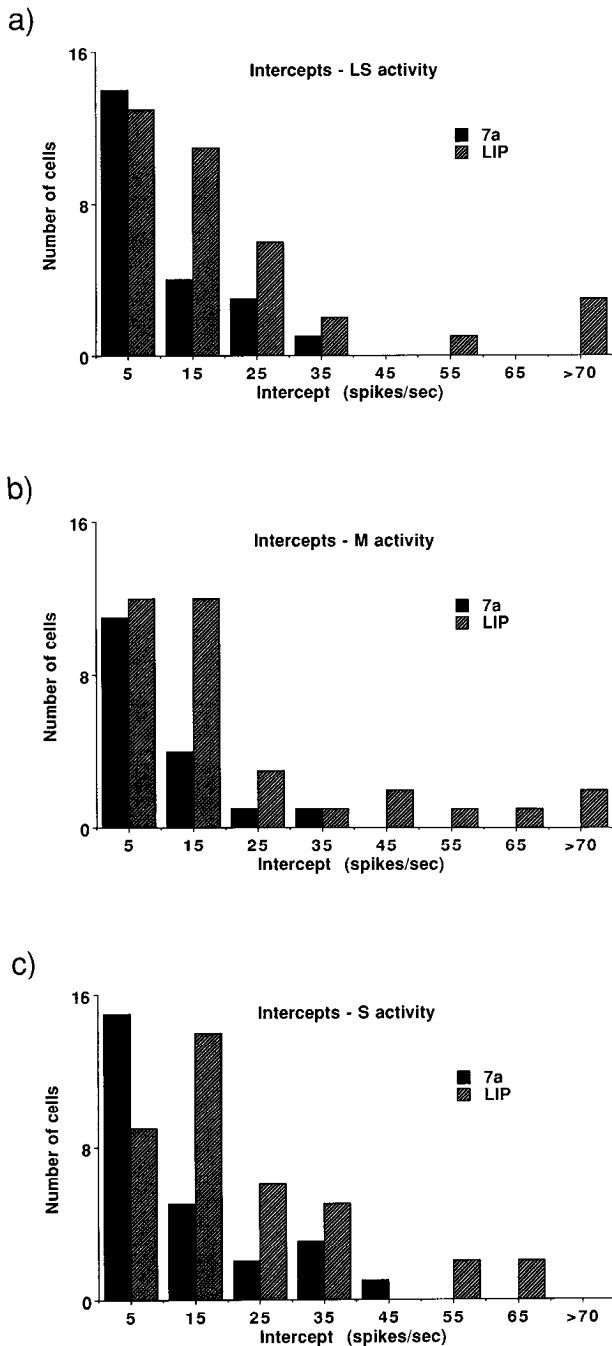 a)
Intercepts - LS activity
16
8
0
Number of cells
7a
LIP
5 15 25 35 45 55 65 >70
Intercept (spikes/sec)
b)
Intercepts - M activity
16
8
0
Number of cells
7a
LIP
5 15 25 35 45 55 65 >70
Intercept (spikes/sec)
c)
Intercepts - S activity
16
8
0
Number of cells
7a
LIP
5 15 25 35 45 55 65 >70
Intercept (spikes/sec)